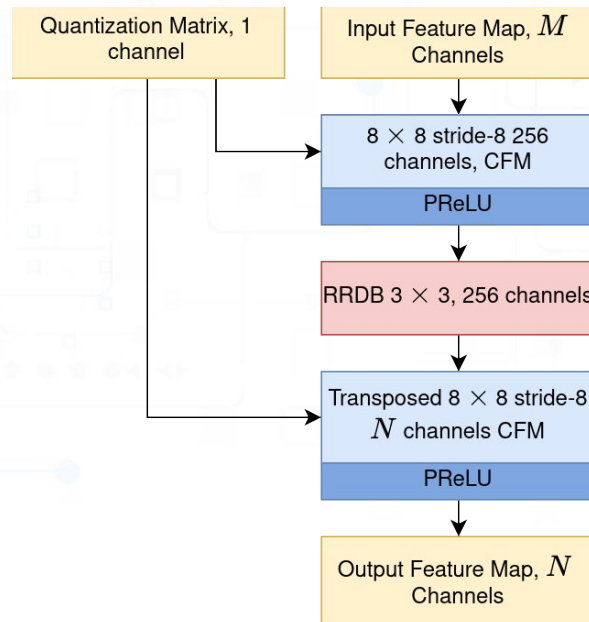 Quantization Matrix, 1
channel
Input Feature Map, M
Channels
8 × 8 stride-8 256
channels, CFM
PReLU
RRDB 3 × 3, 256 channels
Transposed 8 × 8 stride-8
N channels CFM
PReLU
Output Feature Map, N
Channels